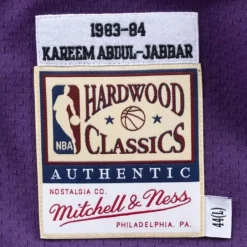 1983-84
KAREEM ABDUL-JABBAR
NBA
HARDWOOD
CLASSICS
AUTHENTIC
NOSTALGIA CO.
Mitchell & Ness
PHILADELPHIA, PA.
44(L)